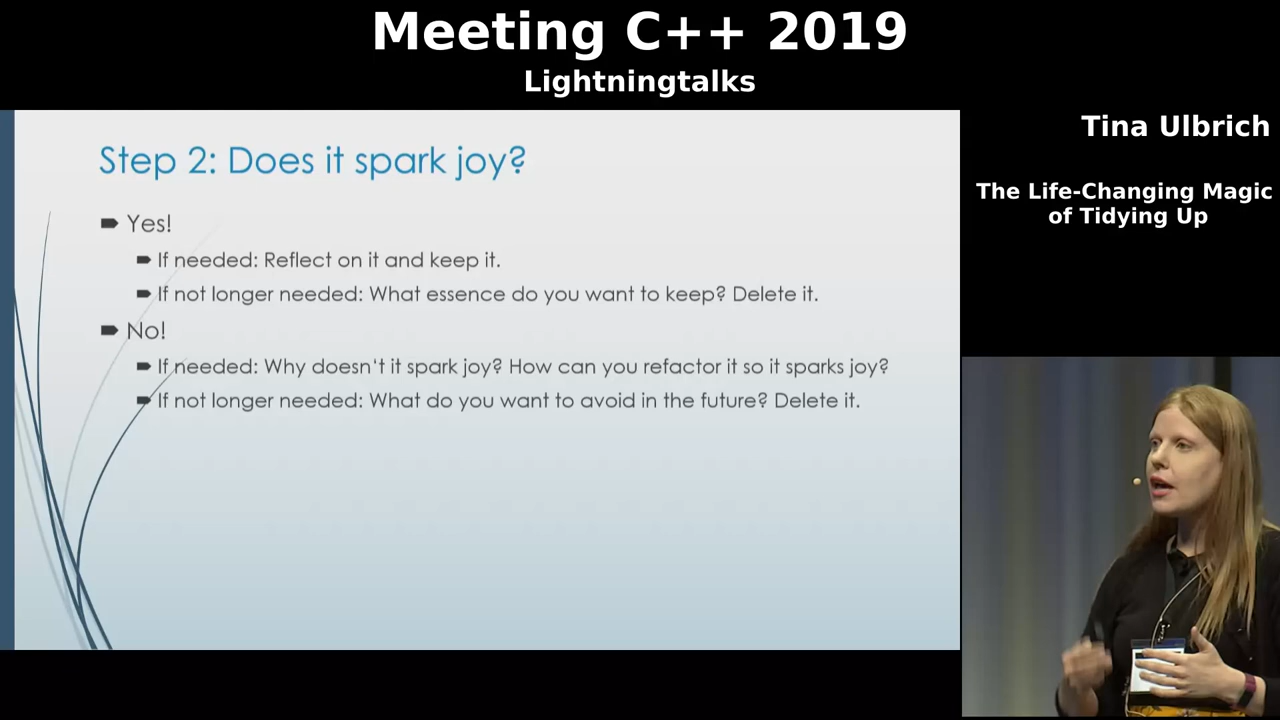 Meeting C++ 2019
Lightningtalks
Tina Ulbrich
The Life-Changing Magic
of Tidying Up
Step 2: Does it spark joy?
Yes!
If needed: Reflect on it and keep it.
If not longer needed: What essence do you want to keep? Delete it.
No!
If needed: Why doesn't it spark joy? How can you refactor it so it sparks joy?
If not longer needed: What do you want to avoid in the future? Delete it.